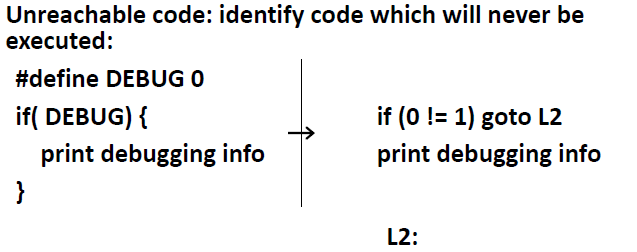 Unreachable code: identify code which will never be
executed:
#define DEBUG 0
if( DEBUG) {
print debugging info
}
if (0 != 1) goto L2
print debugging info
L2: